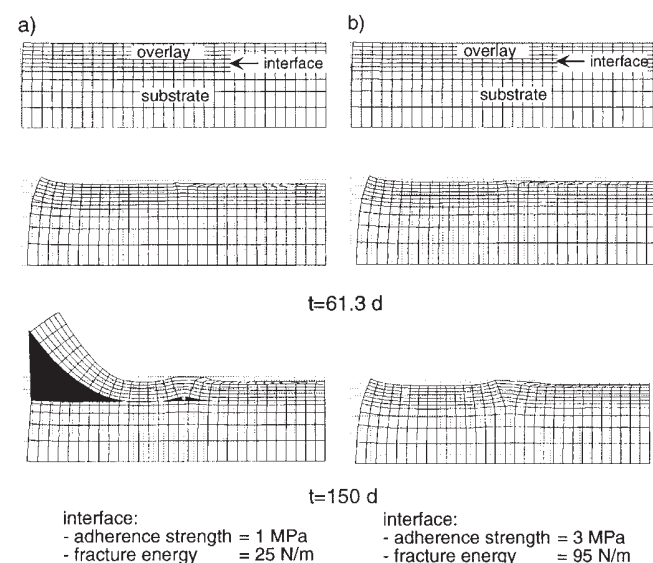 a)
b)
overlay
interface
substrate
overlay
interface
substrate
t=61.3 d
t=150 d
interface:
- adherence strength = 1 MPa
- fracture energy = 25 N/m
interface:
- adherence strength = 3 MPa
- fracture energy = 95 N/m